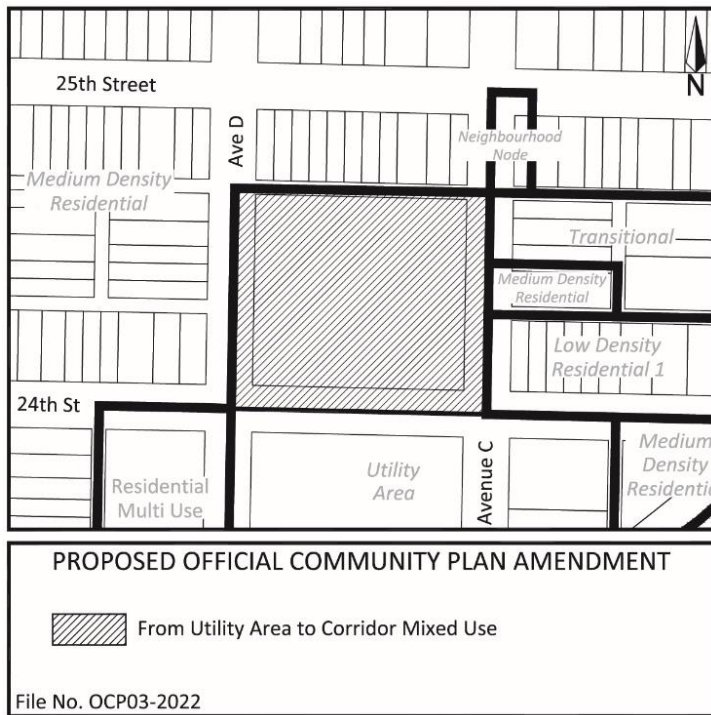 25th Street
N
Ave D
Neighbourhood
Node
Medium Density
Residential
Transitional
Medium Density
Residential
Low Density
Residential 1
24th St
Residential
Multi Use
Utility
Area
Avenue C
Medium
Density
PROPOSED OFFICIAL COMMUNITY PLAN AMENDMENT
From Utility Area to Corridor Mixed Use
File No. OCP03-2022